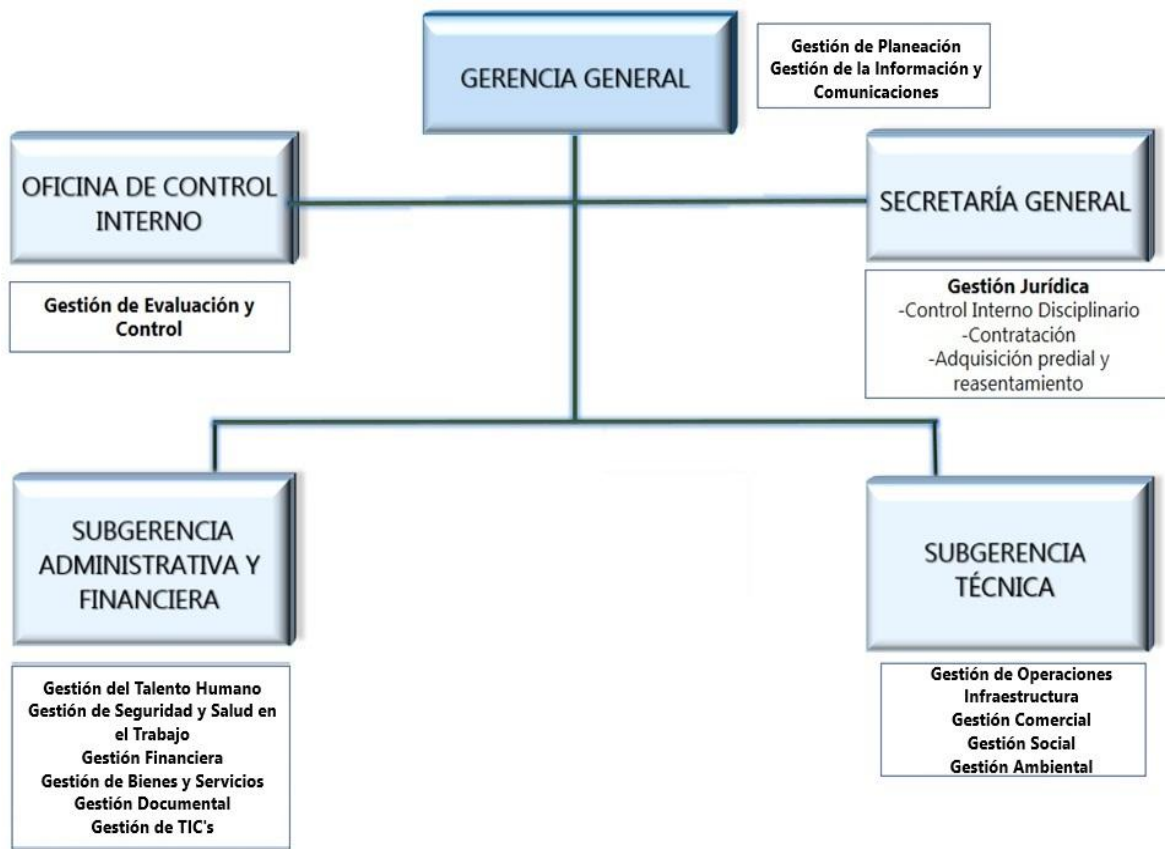 GERENCIA GENERAL
Gestión de Planeación
Gestión de la Información y
Comunicaciones
OFICINA DE CONTROL
INTERNO
Gestión de Evaluación y
Control
SECRETARÍA GENERAL
Gestión Jurídica
-Control Interno Disciplinario
-Contratación
-Adquisición predial y
reasentamiento
SUBGERENCIA
ADMINISTRATIVA Y
FINANCIERA
Gestión del Talento Humano
Gestión de Seguridad y Salud en
el Trabajo
Gestión Financiera
Gestión de Bienes y Servicios
Gestión Documental
Gestión de TIC's
SUBGERENCIA
TÉCNICA
Gestión de Operaciones
Infraestructura
Gestión Comercial
Gestión Social
Gestión Ambiental